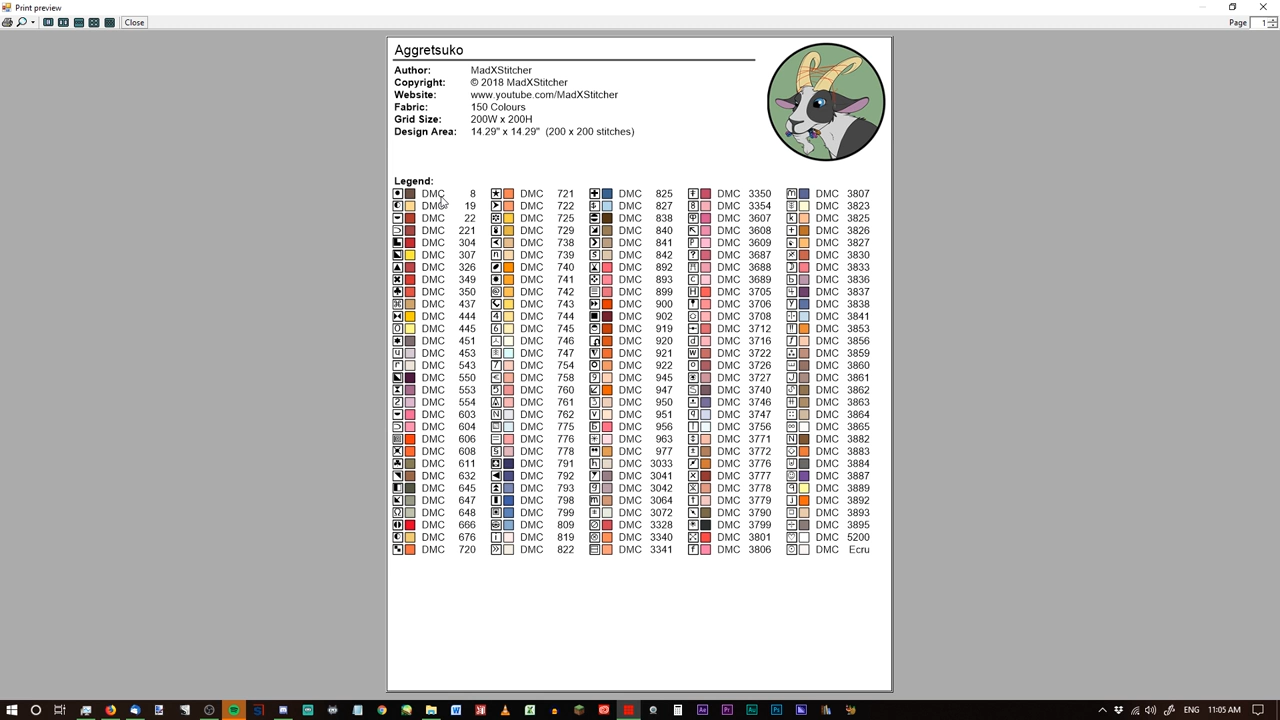 Print preview
Close
Page 1
Aggretsuko
Author: MadXStitcher
Copyright: © 2018 MadXStitcher
Website: www.youtube.com/MadXStitcher
Fabric: 150 Colours
Grid Size: 200W x 200H
Design Area: 14.29" x 14.29" (200 x 200 stitches)
Legend:
DMC 8 DMC 721 DMC 825 DMC 3350 DMC 3807
DMC 19 DMC 722 DMC 827 DMC 3354 DMC 3823
DMC 22 DMC 725 DMC 838 DMC 3607 DMC 3825
DMC 221 DMC 729 DMC 840 DMC 3608 DMC 3826
DMC 304 DMC 738 DMC 841 DMC 3609 DMC 3827
DMC 307 DMC 739 DMC 842 DMC 3687 DMC 3830
DMC 326 DMC 740 DMC 892 DMC 3688 DMC 3833
DMC 349 DMC 741 DMC 893 DMC 3689 DMC 3836
DMC 350 DMC 742 DMC 899 DMC 3705 DMC 3837
DMC 437 DMC 743 DMC 900 DMC 3706 DMC 3838
DMC 444 DMC 744 DMC 902 DMC 3708 DMC 3841
DMC 445 DMC 745 DMC 919 DMC 3712 DMC 3853
DMC 451 DMC 746 DMC 920 DMC 3716 DMC 3856
DMC 453 DMC 747 DMC 921 DMC 3722 DMC 3859
DMC 543 DMC 754 DMC 922 DMC 3726 DMC 3860
DMC 550 DMC 758 DMC 945 DMC 3727 DMC 3861
DMC 553 DMC 760 DMC 947 DMC 3740 DMC 3862
DMC 554 DMC 761 DMC 950 DMC 3746 DMC 3863
DMC 603 DMC 762 DMC 951 DMC 3747 DMC 3864
DMC 604 DMC 775 DMC 956 DMC 3756 DMC 3865
DMC 606 DMC 776 DMC 963 DMC 3771 DMC 3882
DMC 608 DMC 778 DMC 977 DMC 3772 DMC 3883
DMC 611 DMC 791 DMC 3033 DMC 3776 DMC 3884
DMC 632 DMC 792 DMC 3041 DMC 3777 DMC 3887
DMC 645 DMC 793 DMC 3042 DMC 3778 DMC 3889
DMC 647 DMC 798 DMC 3064 DMC 3779 DMC 3892
DMC 648 DMC 799 DMC 3072 DMC 3790 DMC 3893
DMC 666 DMC 809 DMC 3328 DMC 3799 DMC 3895
DMC 676 DMC 819 DMC 3340 DMC 3801 DMC 5200
DMC 720 DMC 822 DMC 3341 DMC 3806 DMC Ecru
ENG 11:05 AM